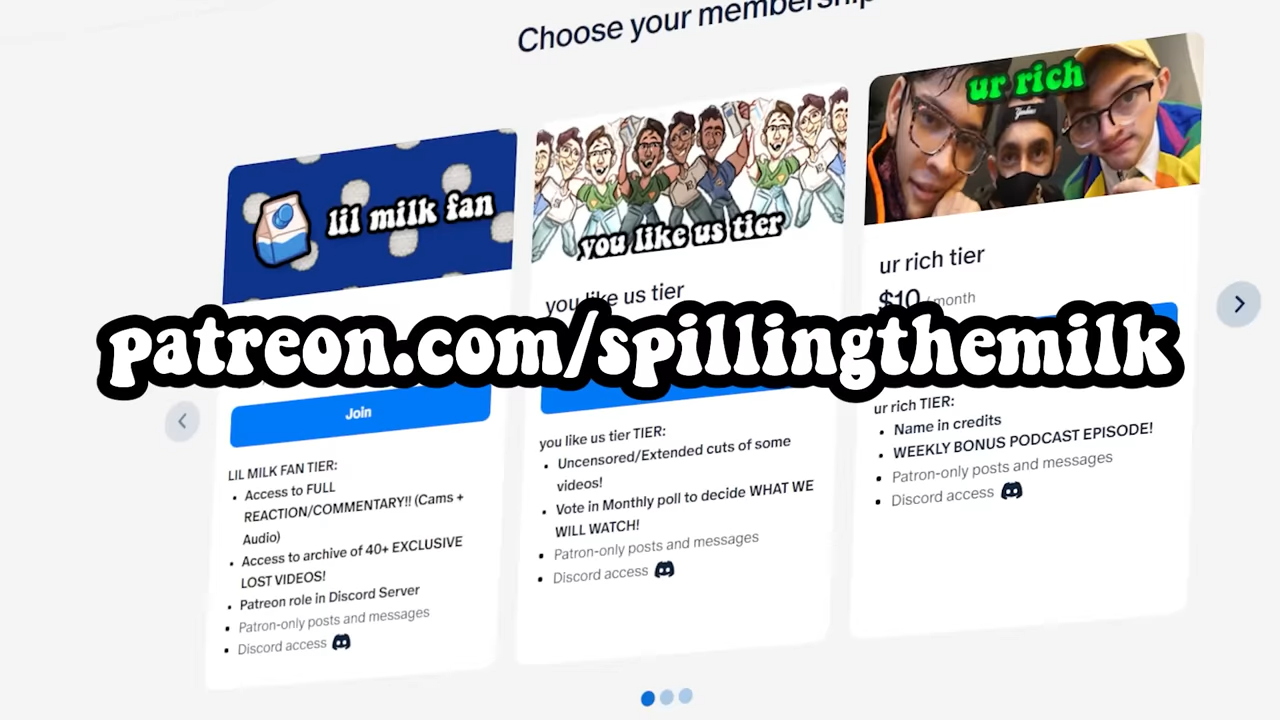 Choose your membership
lil milk fan
you like us tier
ur rich
you like us tier
ur rich tier
$10 / month
patreon.com/spillingthemilk
Join
LIL MILK FAN TIER:
• Access to FULL
REACTION/COMMENTARY!! (Cams +
Audio)
• Access to archive of 40+ EXCLUSIVE
LOST VIDEOS!
• Patreon role in Discord Server
• Patron-only posts and messages
• Discord access
you like us tier TIER:
• Uncensored/Extended cuts of some
videos!
• Vote in Monthly poll to decide WHAT WE
WILL WATCH!
• Patron-only posts and messages
• Discord access
ur rich TIER:
• Name in credits
• WEEKLY BONUS PODCAST EPISODE!
• Patron-only posts and messages
• Discord access